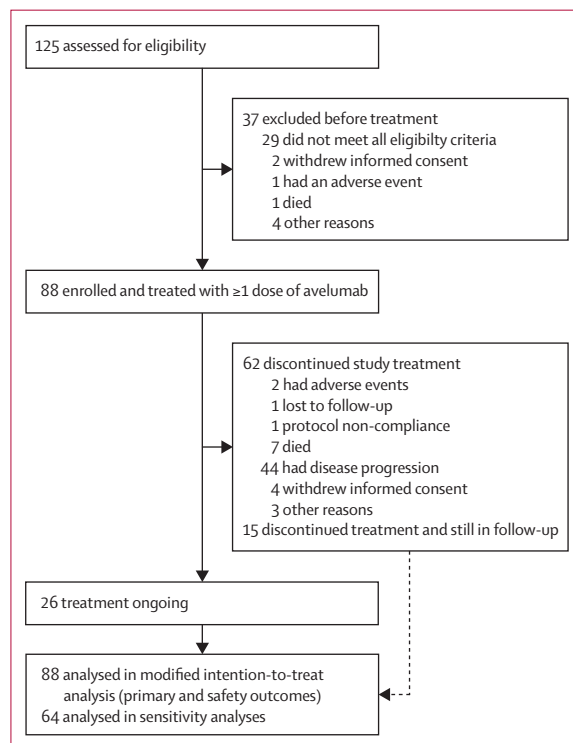 125 assessed for eligibility
37 excluded before treatment
29 did not meet all eligibilty criteria
2 withdrew informed consent
1 had an adverse event
1 died
4 other reasons
88 enrolled and treated with ≥1 dose of avelumab
62 discontinued study treatment
2 had adverse events
1 lost to follow-up
1 protocol non-compliance
7 died
44 had disease progression
4 withdrew informed consent
3 other reasons
15 discontinued treatment and still in follow-up
26 treatment ongoing
88 analysed in modified intention-to-treat
analysis (primary and safety outcomes)
64 analysed in sensitivity analyses